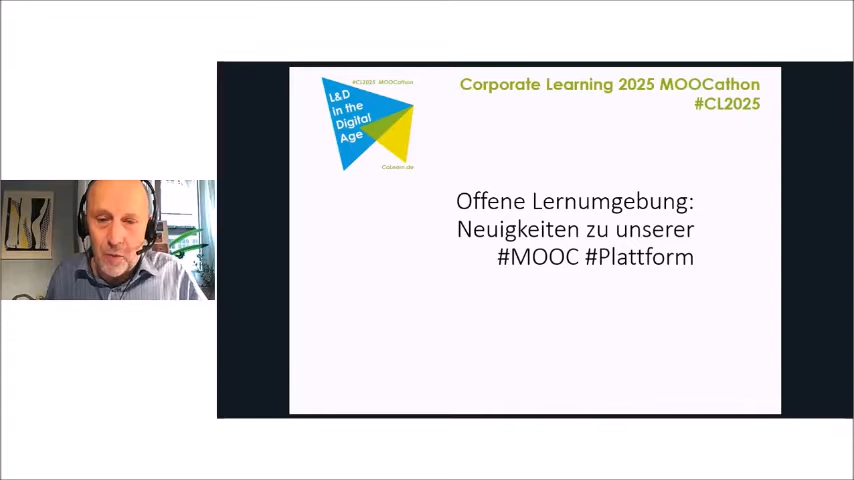 #CL2025 MOOCathon
L&D
in the
Digital
Age
CoLearn.de
Corporate Learning 2025 MOOCathon
#CL2025
Offene Lernumgebung:
Neuigkeiten zu unserer
#MOOC #Plattform